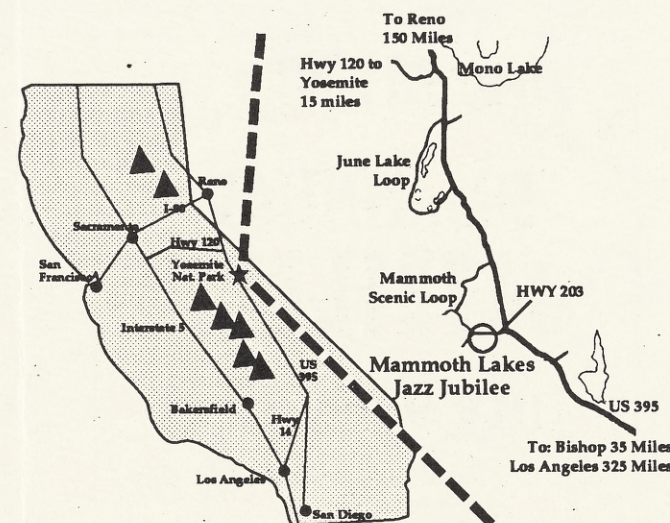 To Reno
150 Miles
Mono Lake
Hwy 120 to
Yosemite
15 miles
June Lake
Loop
Mammoth
Scenic Loop
HWY 203
Mammoth Lakes
Jazz Jubilee
US 395
To: Bishop 35 Miles
Los Angeles 325 Miles
Reno
I-80
Sacramento
Hwy 120
San
Francisco
Yosemite
Nat. Park
Interstate 5
US
395
Bakersfield
Hwy
14
Los Angeles
San Diego